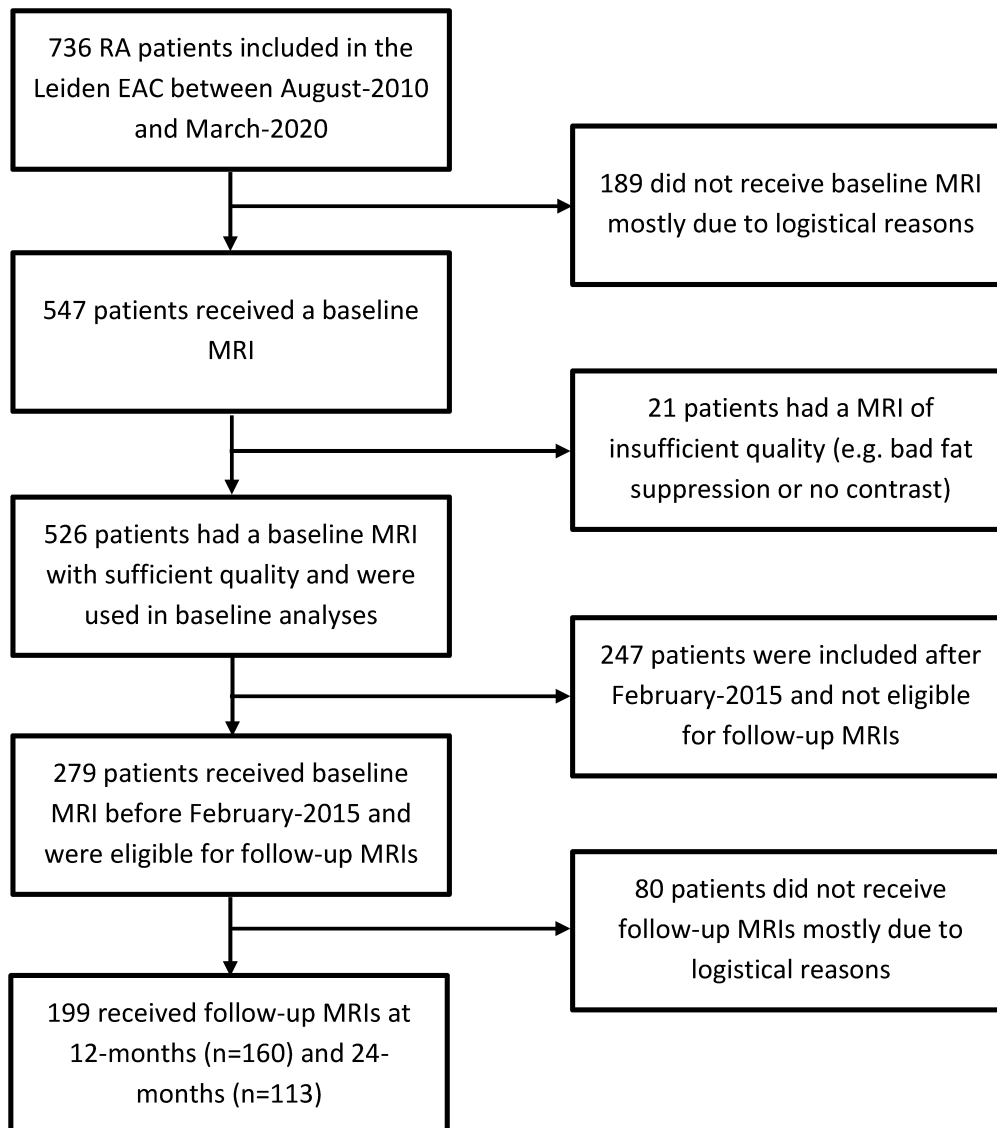 736 RA patients included in the
Leiden EAC between August-2010
and March-2020
189 did not receive baseline MRI
mostly due to logistical reasons
547 patients received a baseline
MRI
21 patients had a MRI of
insufficient quality (e.g. bad fat
suppression or no contrast)
526 patients had a baseline MRI
with sufficient quality and were
used in baseline analyses
247 patients were included after
February-2015 and not eligible
for follow-up MRIs
279 patients received baseline
MRI before February-2015 and
were eligible for follow-up MRIs
80 patients did not receive
follow-up MRIs mostly due to
logistical reasons
199 received follow-up MRIs at
12-months (n=160) and 24-
months (n=113)